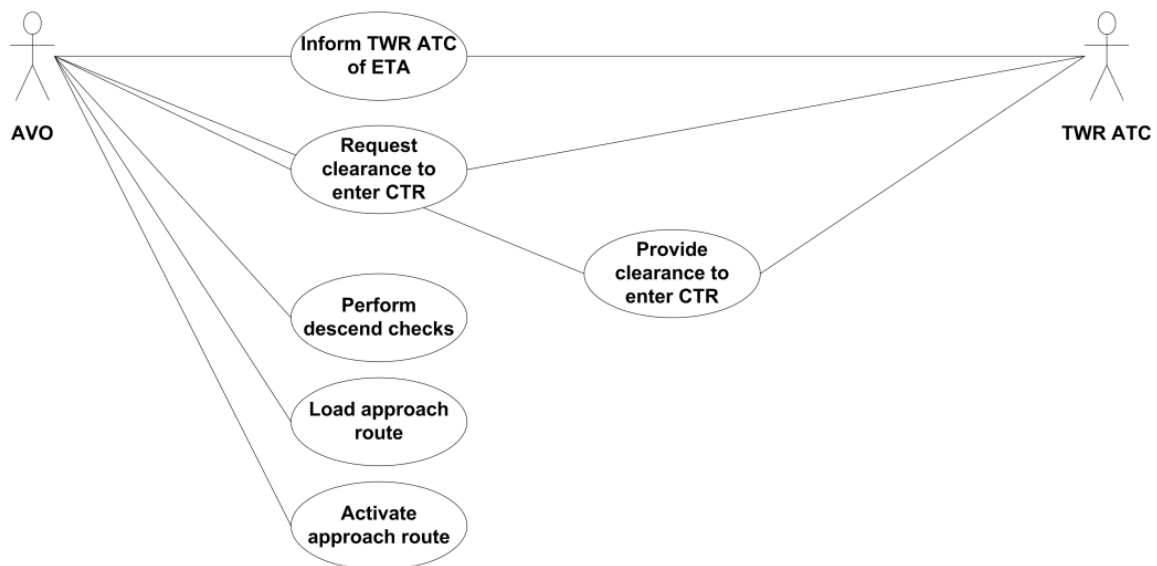 Inform TWR ATC
of ETA
AVO
TWR ATC
Request
clearance to
enter CTR
Provide
clearance to
enter CTR
Perform
descend checks
Load approach
route
Activate
approach route